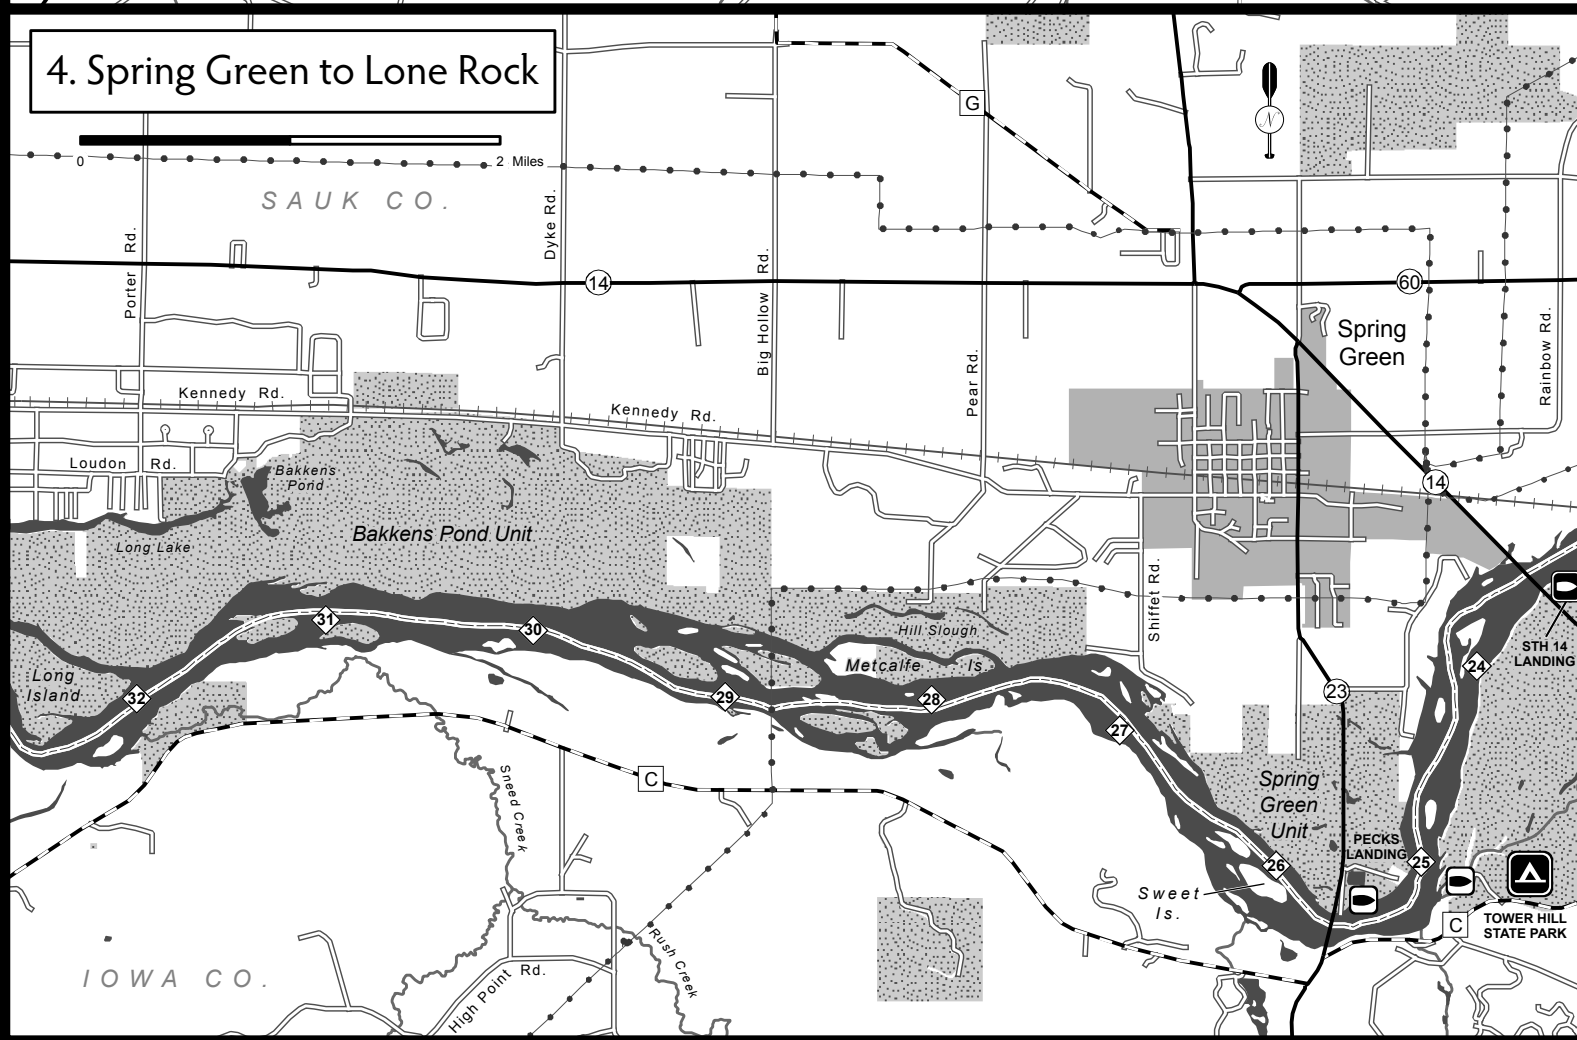 4. Spring Green to Lone Rock
0
2 Miles
SAUK CO.
G
N
Porter Rd.
Dyke Rd.
Big Hollow Rd.
14
60
Spring
Green
Pear Rd.
Rainbow Rd.
Kennedy Rd.
Kennedy Rd.
Loudon Rd.
Bakkens
Pond
14
Long Lake
Bakkens Pond Unit
Shiffet Rd.
31
30
Hill Slough
Metcalfe Is.
STH 14
LANDING
24
Long
Island
32
29
28
23
27
C
Sneed Creek
Spring
Green
Unit
PECKS
LANDING
26
25
Sweet
Is.
C
TOWER HILL
STATE PARK
Rush Creek
IOWA CO.
High Point Rd.